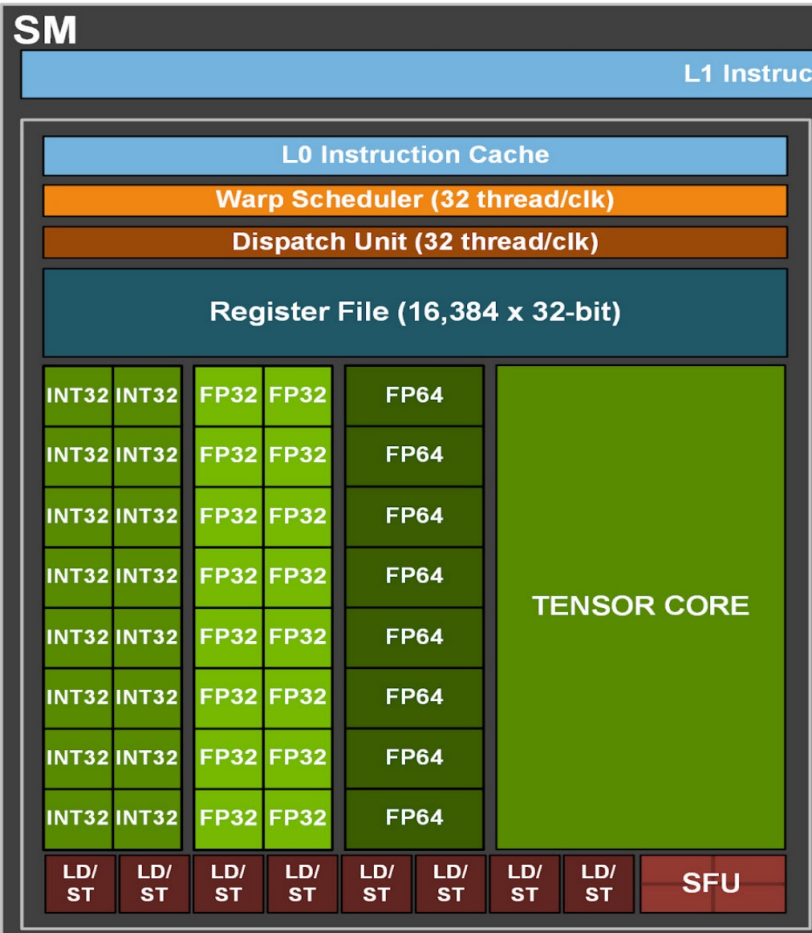 SM
L1 Instruc
L0 Instruction Cache
Warp Scheduler (32 thread/clk)
Dispatch Unit (32 thread/clk)
Register File (16,384 x 32-bit)
INT32 INT32 FP32 FP32 FP64
INT32 INT32 FP32 FP32 FP64
INT32 INT32 FP32 FP32 FP64
INT32 INT32 FP32 FP32 FP64
TENSOR CORE
INT32 INT32 FP32 FP32 FP64
INT32 INT32 FP32 FP32 FP64
INT32 INT32 FP32 FP32 FP64
INT32 INT32 FP32 FP32 FP64
LD/ LD/ LD/ LD/ LD/ LD/ LD/ LD/
ST ST ST ST ST ST ST ST
SFU